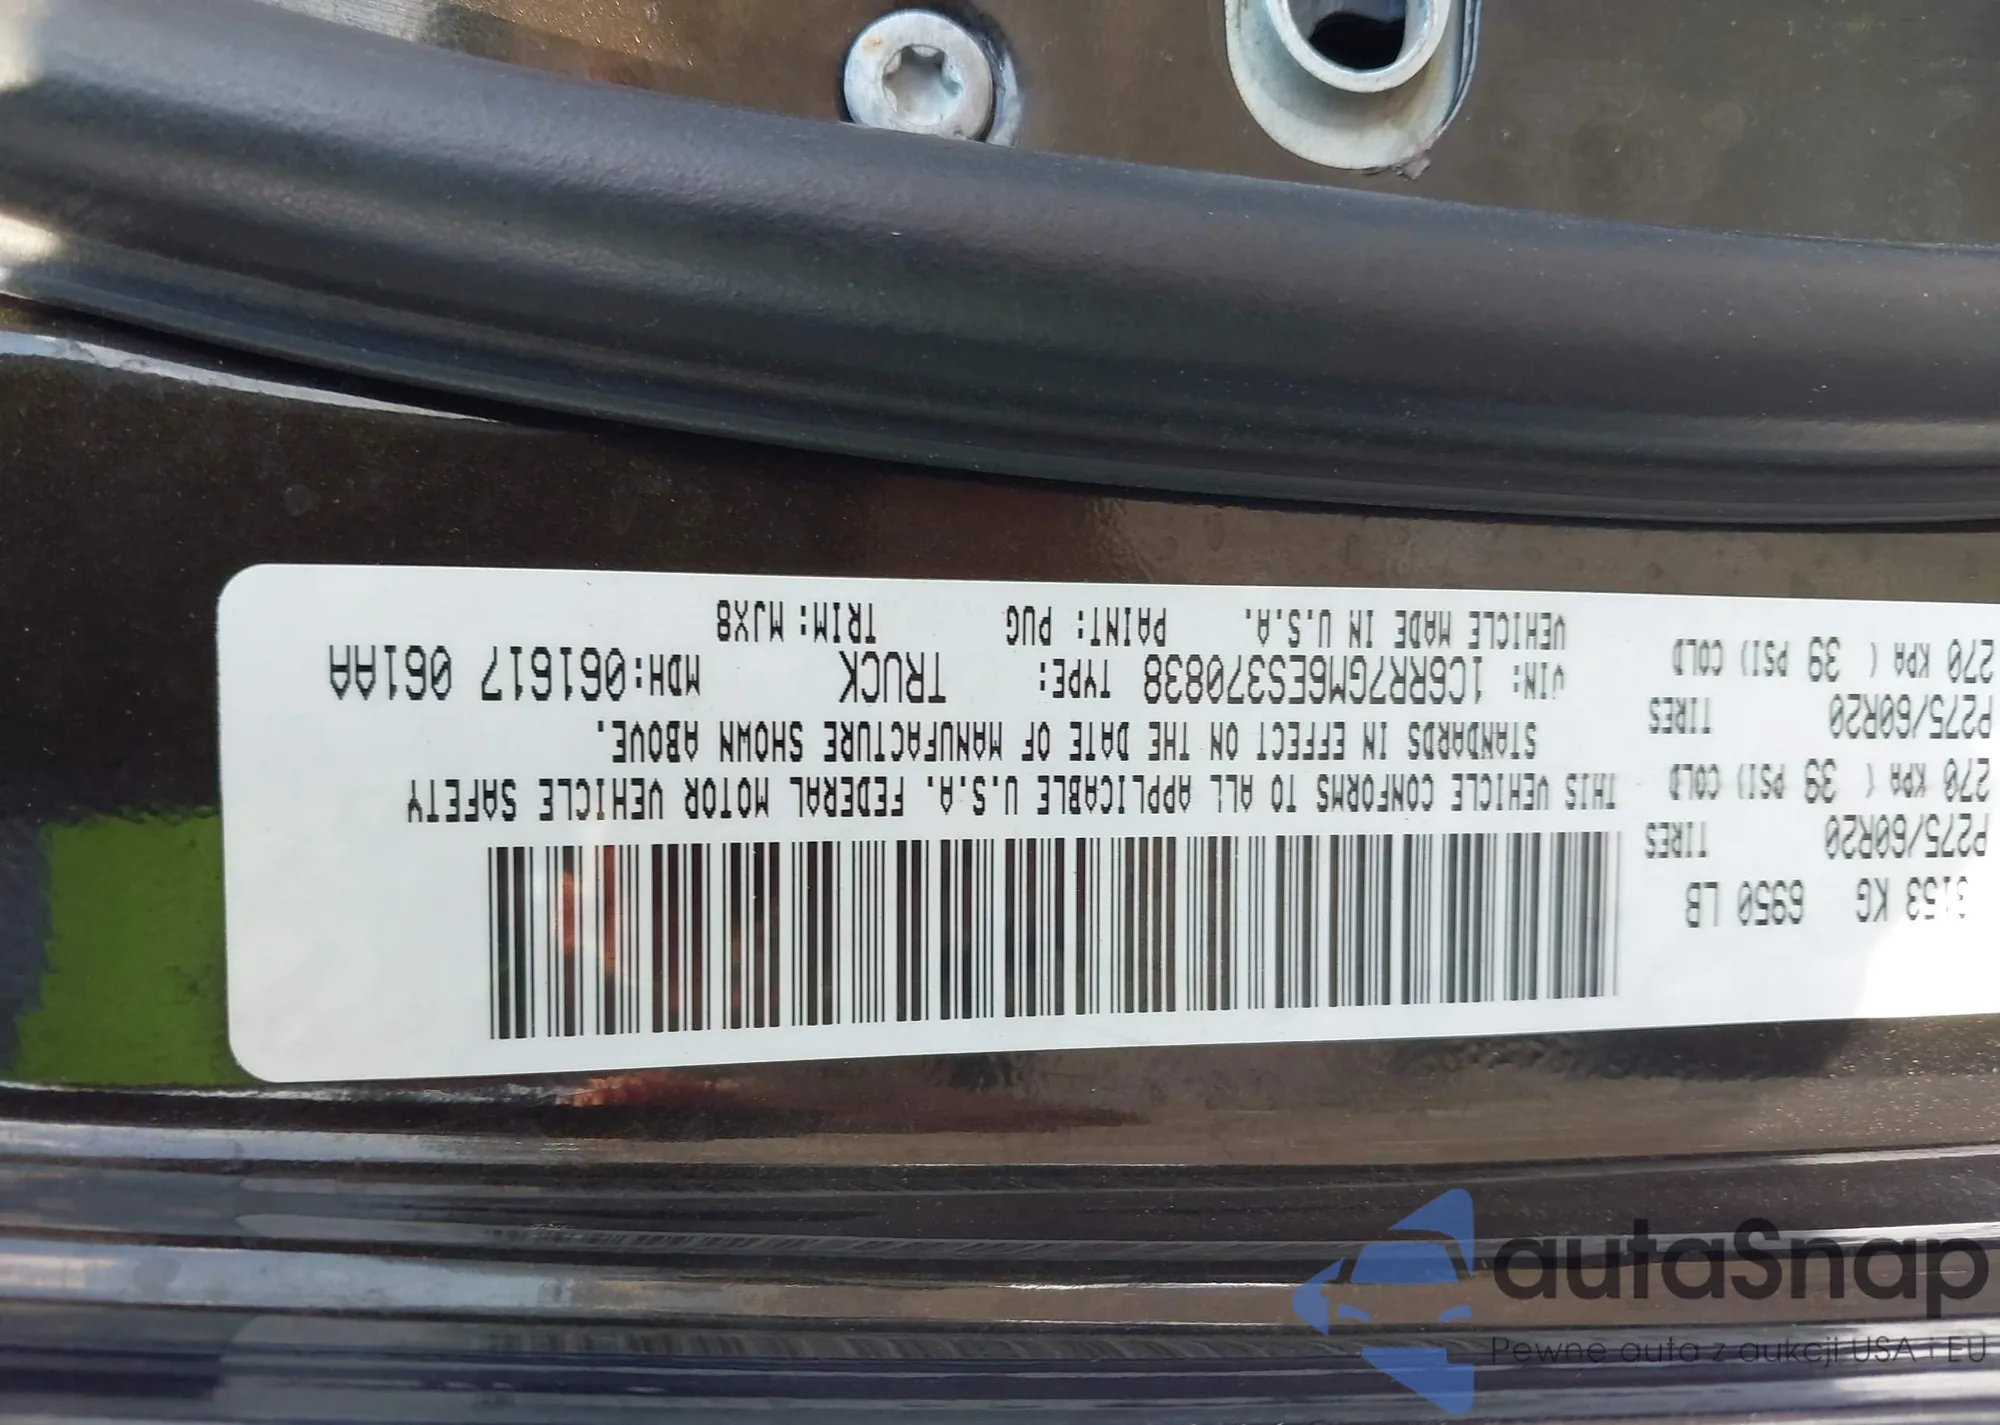 3153 KG 6950 LB
P275/60R20 TIRES
270 KPA ( 39 PSI) COLD
P275/60R20 TIRES
270 KPA ( 39 PSI) COLD
THIS VEHICLE CONFORMS TO ALL APPLICABLE U.S.A. FEDERAL MOTOR VEHICLE SAFETY
STANDARDS IN EFFECT ON THE DATE OF MANUFACTURE SHOWN ABOVE.
VIN: 1C6RR7GM6ES370838 TYPE: TRUCK MDH:061617 061AA
VEHICLE MADE IN U.S.A. PAINT: PUG TRIM: MJX8
autaSnap
Pewne auta z aukcji USA i EU